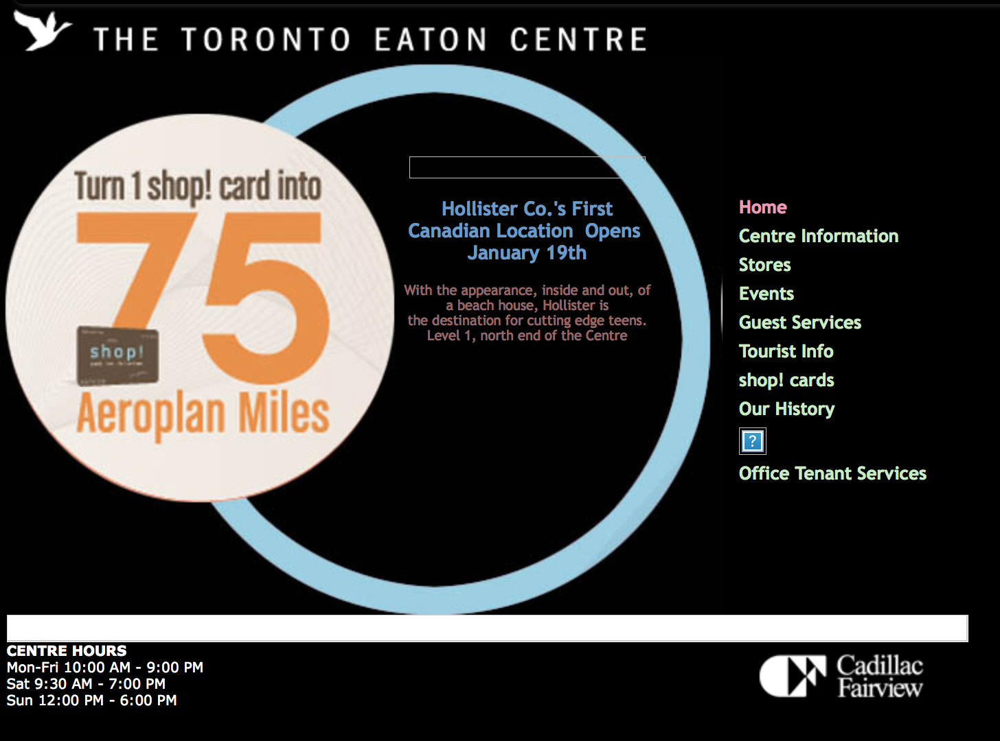 THE TORONTO EATON CENTRE
Turn 1 shop! card into
75
shop!
Aeroplan Miles
Hollister Co.'s First
Canadian Location Opens
January 19th
With the appearance, inside and out, of
a beach house, Hollister is
the destination for cutting edge teens.
Level 1, north end of the Centre
Home
Centre Information
Stores
Events
Guest Services
Tourist Info
shop! cards
Our History
?
Office Tenant Services
CENTRE HOURS
Mon-Fri 10:00 AM - 9:00 PM
Sat 9:30 AM - 7:00 PM
Sun 12:00 PM - 6:00 PM
Cadillac
Fairview